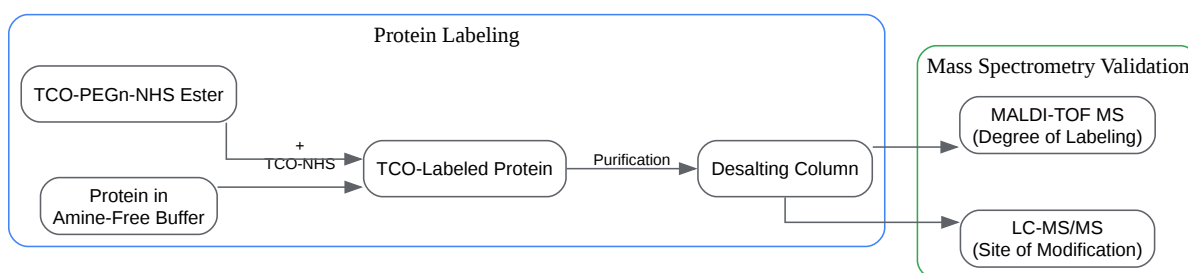 Protein Labeling
TCO-PEGn-NHS Ester
+
TCO-NHS
Protein in
Amine-Free Buffer
TCO-Labeled Protein
Purification
Desalting Column
Mass Spectrometry Validation
MALDI-TOF MS
(Degree of Labeling)
LC-MS/MS
(Site of Modification)